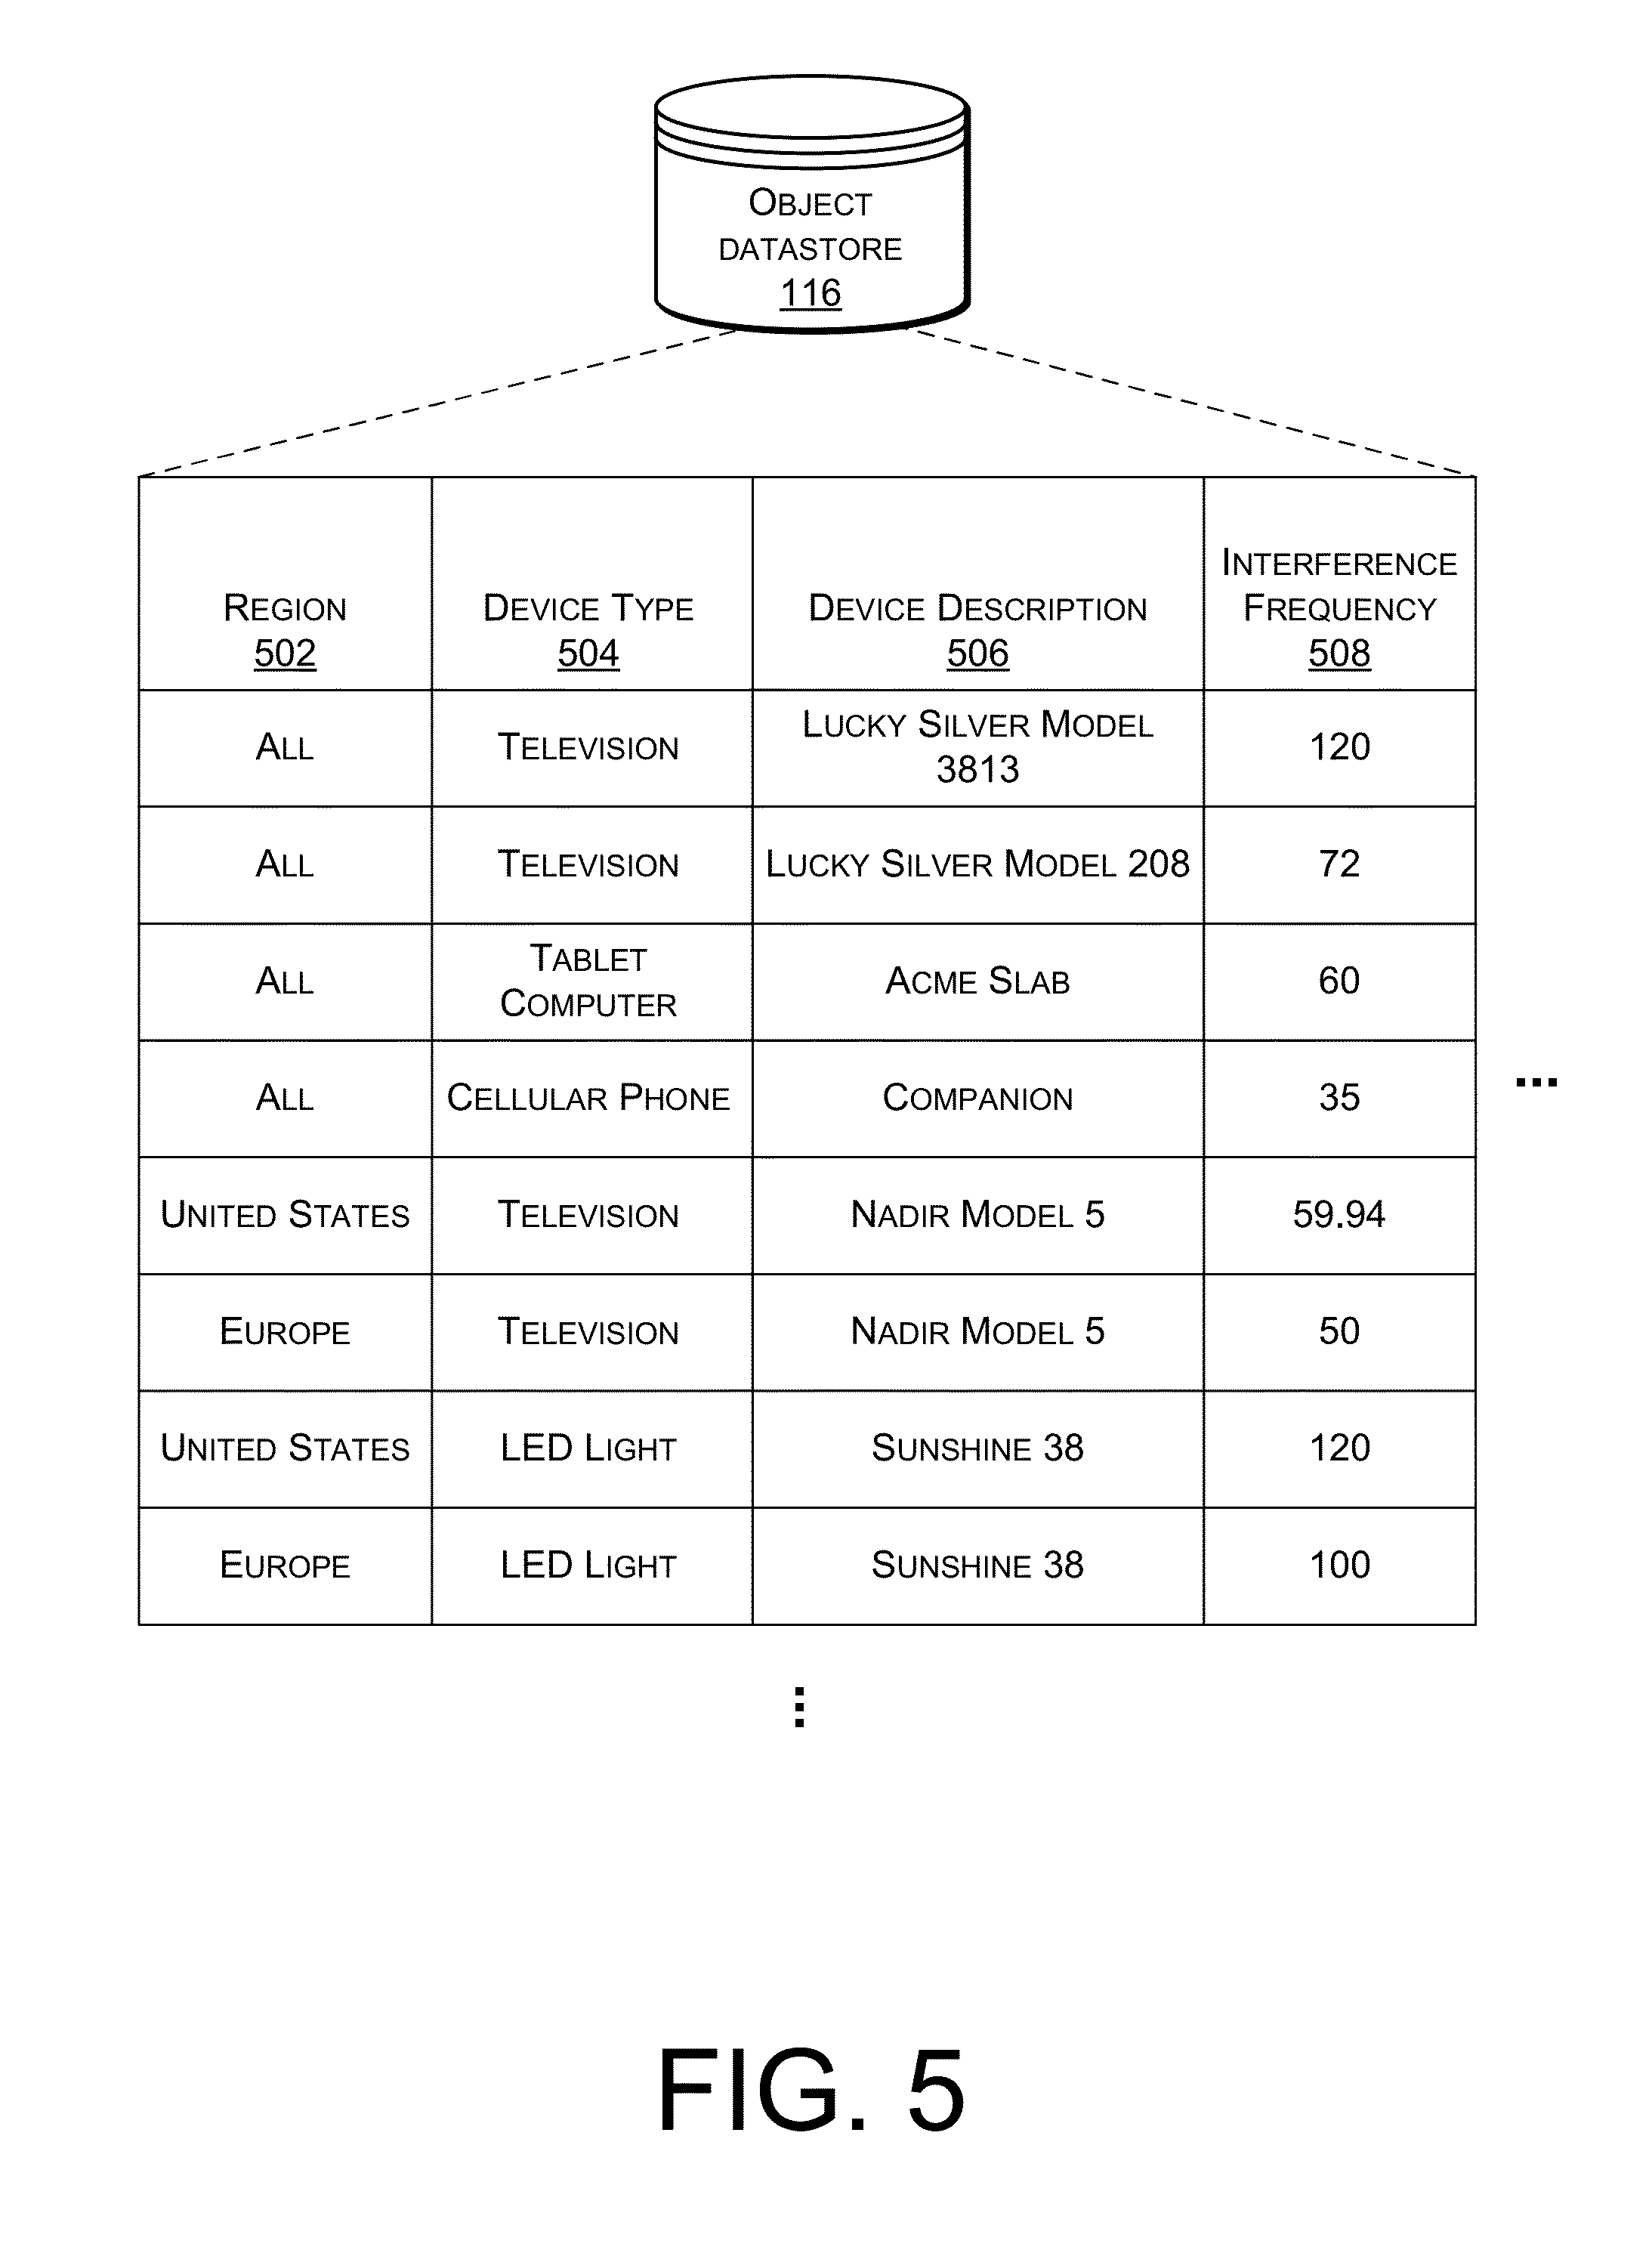 Object
datastore
116
Region
502
Device Type
504
Device Description
506
Interference
Frequency
508
All
Television
Lucky Silver Model
3813
120
All
Television
Lucky Silver Model 208
72
All
Tablet
Computer
Acme Slab
60
All
Cellular Phone
Companion
35
...
United States
Television
Nadir Model 5
59.94
Europe
Television
Nadir Model 5
50
United States
LED Light
Sunshine 38
120
Europe
LED Light
Sunshine 38
100
...
FIG. 5